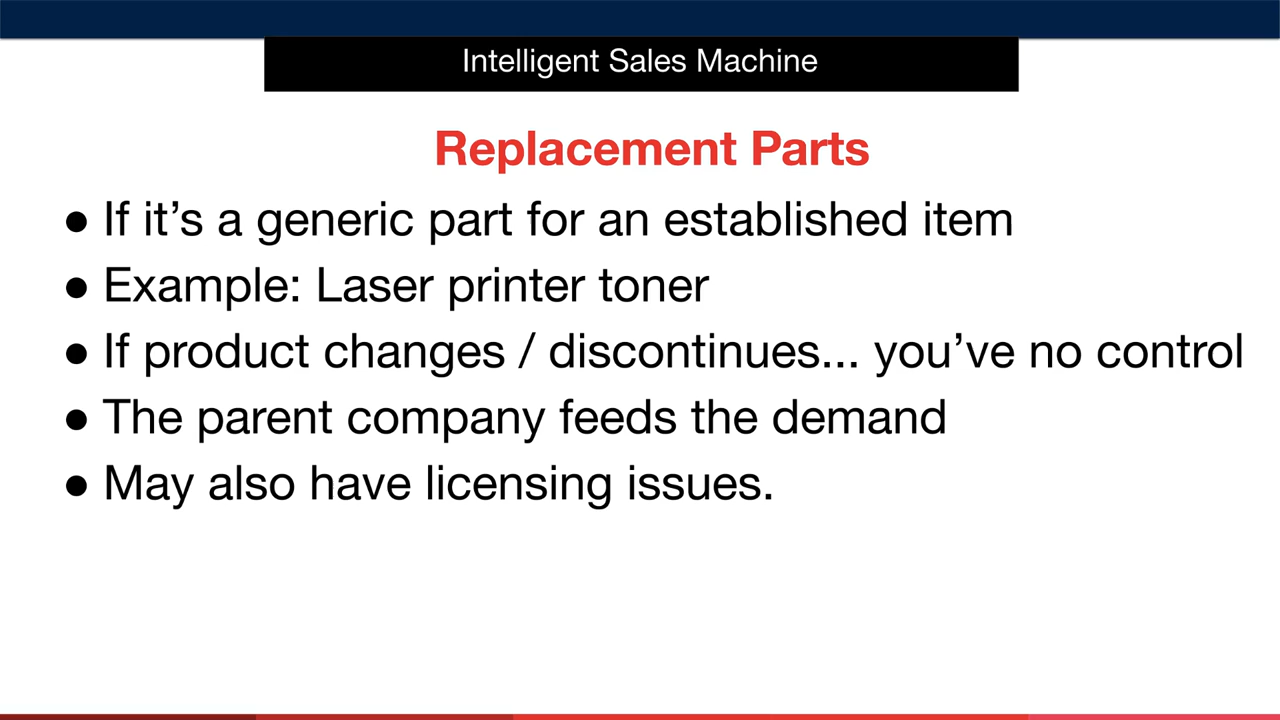 Intelligent Sales Machine
Replacement Parts
● If it’s a generic part for an established item
● Example: Laser printer toner
● If product changes / discontinues... you’ve no control
● The parent company feeds the demand
● May also have licensing issues.